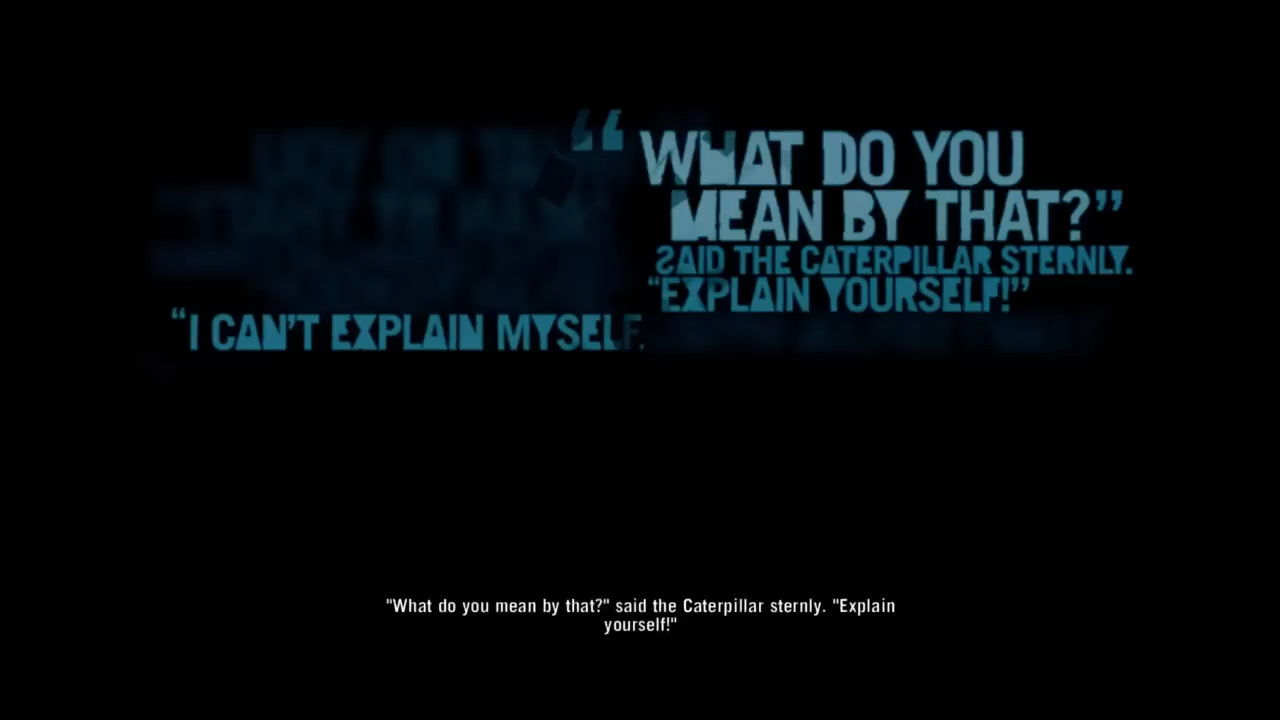 “WHAT DO YOU
MEAN BY THAT?”
SAID THE CATERPILLAR STERNLY.
“EXPLAIN YOURSELF!”
“I CAN’T EXPLAIN MYSELF,
"What do you mean by that?" said the Caterpillar sternly. "Explain
yourself!"